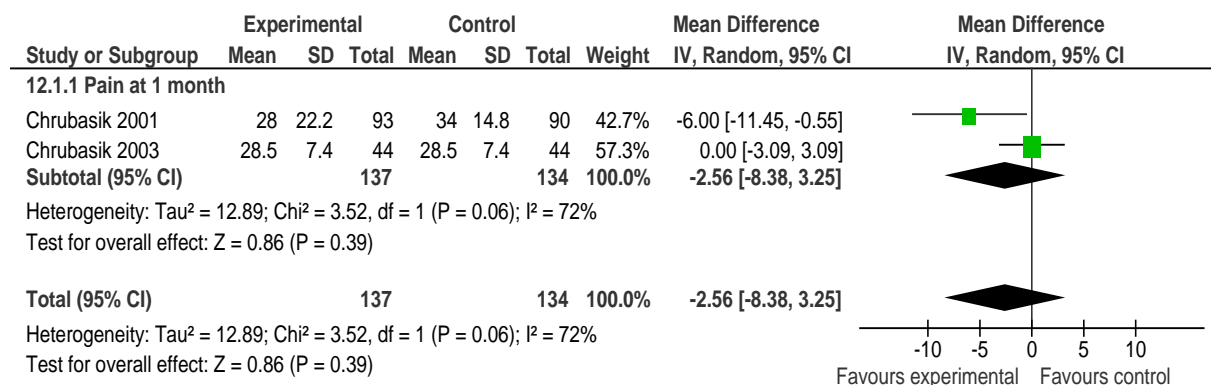 Experimental Control Mean Difference Mean Difference
Study or Subgroup Mean SD Total Mean SD Total Weight IV, Random, 95% CI IV, Random, 95% CI
12.1.1 Pain at 1 month
Chrubasik 2001 28 22.2 93 34 14.8 90 42.7% -6.00 [-11.45, -0.55]
Chrubasik 2003 28.5 7.4 44 28.5 7.4 44 57.3% 0.00 [-3.09, 3.09]
Subtotal (95% CI) 137 134 100.0% -2.56 [-8.38, 3.25]
Heterogeneity: Tau² = 12.89; Chi² = 3.52, df = 1 (P = 0.06); I² = 72%
Test for overall effect: Z = 0.86 (P = 0.39)
Total (95% CI) 137 134 100.0% -2.56 [-8.38, 3.25]
Heterogeneity: Tau² = 12.89; Chi² = 3.52, df = 1 (P = 0.06); I² = 72%
Test for overall effect: Z = 0.86 (P = 0.39)
-10 -5 0 5 10
Favours experimental Favours control